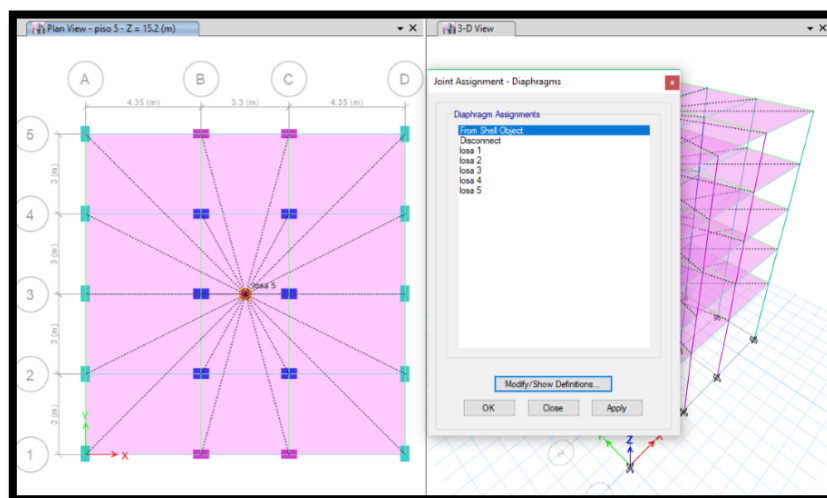 Plan View - piso 5 - Z = 15.2 (m)
3-D View
A B C D
4.35 (m) 3.3 (m) 4.35 (m)
5
3 (m)
4
3 (m)
3
losa 5
3 (m)
2
3 (m)
Y
1
X
Joint Assignment - Diaphragms
Diaphragm Assignments
From Shell Object
Disconnect
losa 1
losa 2
losa 3
losa 4
losa 5
Modify/Show Definitions...
OK Close Apply
Y Z X